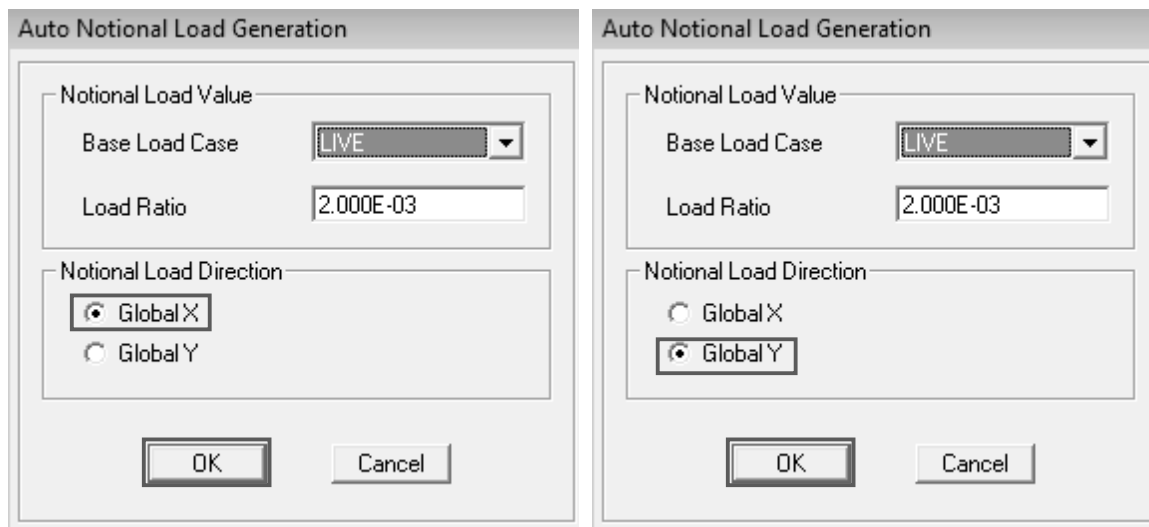 Auto Notional Load Generation
Notional Load Value
Base Load Case LIVE
Load Ratio 2.000E-03
Notional Load Direction
Global X
Global Y
OK Cancel
Auto Notional Load Generation
Notional Load Value
Base Load Case LIVE
Load Ratio 2.000E-03
Notional Load Direction
Global X
Global Y
OK Cancel